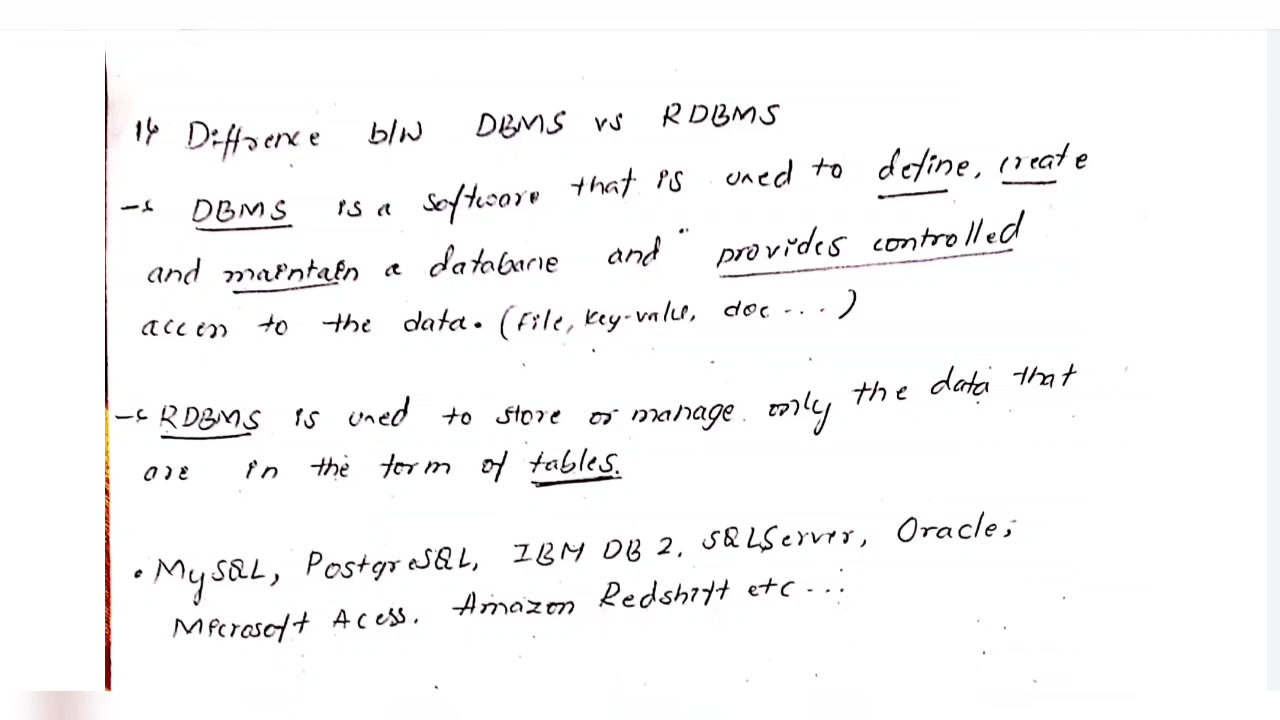 1) Diffrence b/w DBMS vs RDBMS
→ DBMS is a software that is used to define, create
and maintain a database and " provides controlled
access to the data. (File, key-value, doc ....)
→ RDBMS is used to store or manage only the data that
are in the form of tables.
• MySQL, PostgreSQL, IBM DB 2, SQLServer, Oracle,
Microsoft Acess, Amazon Redshift etc ....